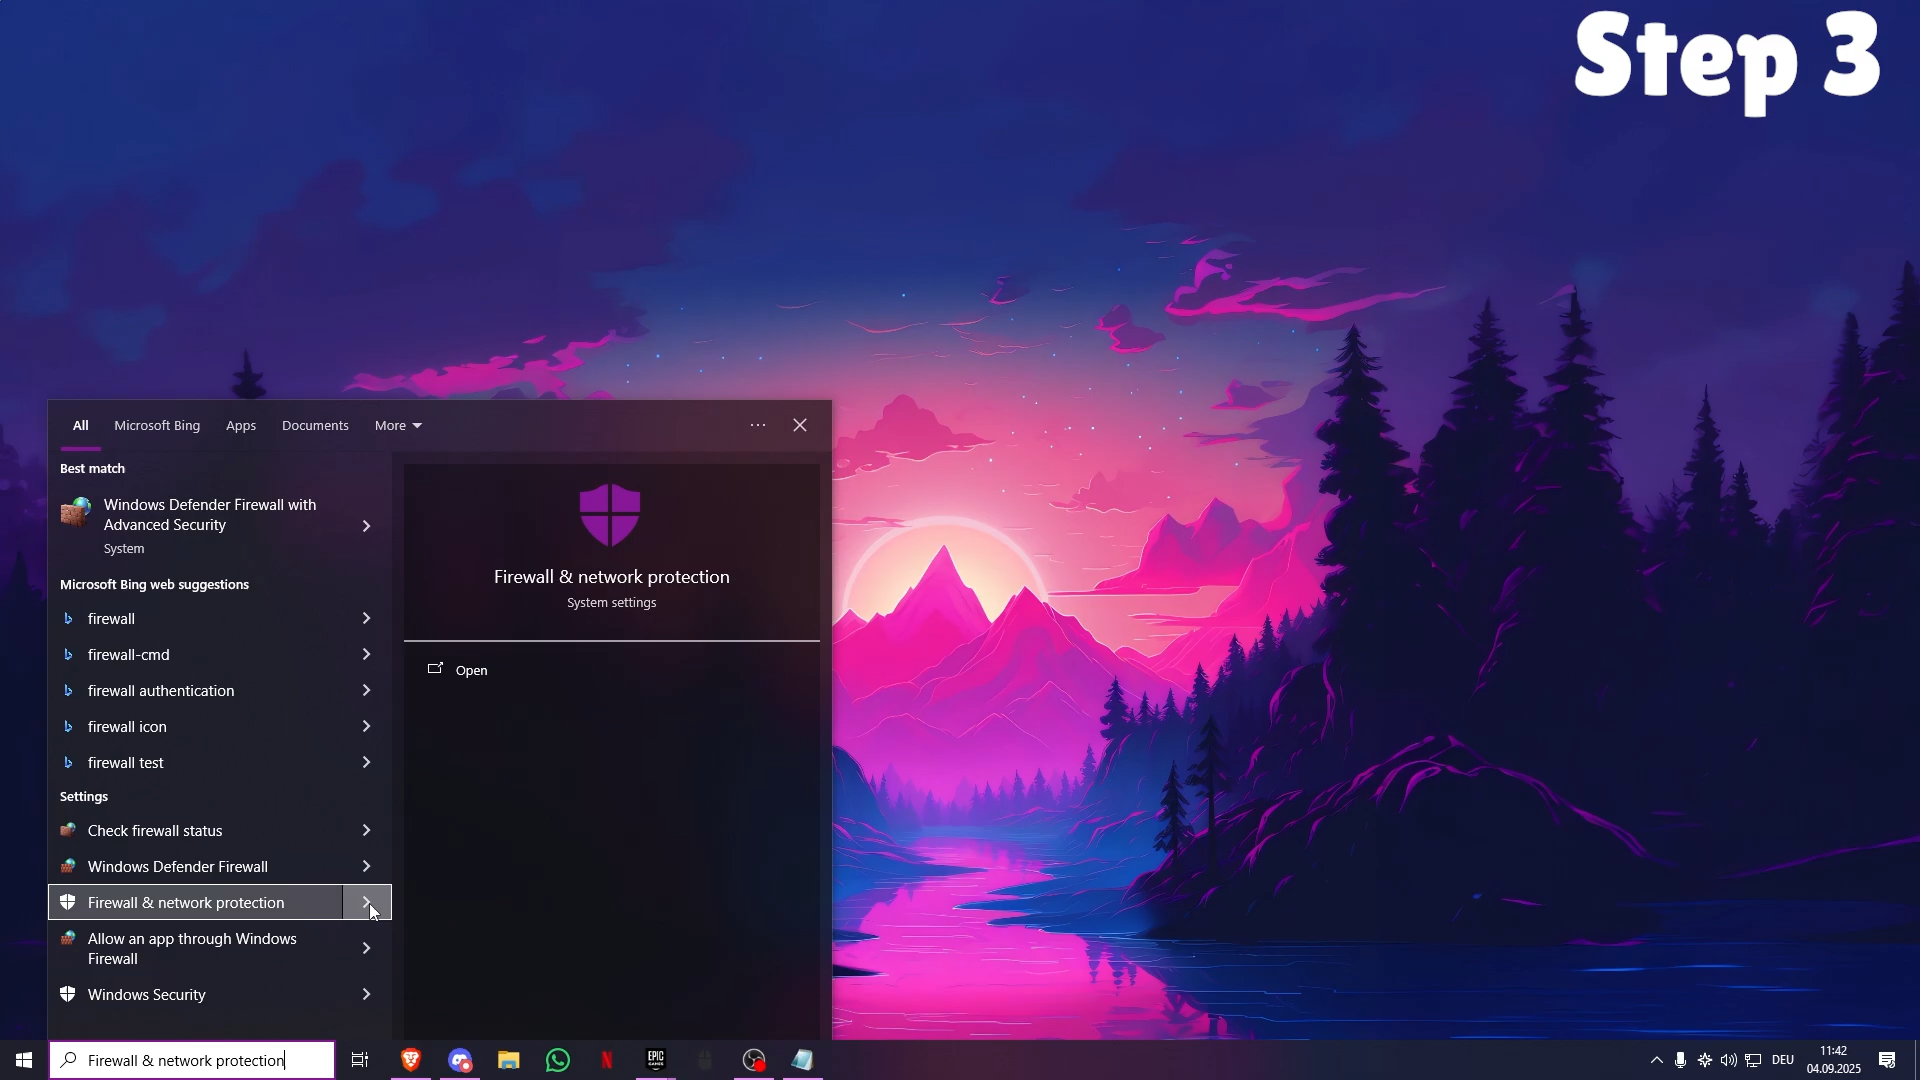 Step 3
All
Microsoft Bing
Apps
Documents
More
Best match
Windows Defender Firewall with
Advanced Security
System
Microsoft Bing web suggestions
firewall
firewall-cmd
firewall authentication
firewall icon
firewall test
Settings
Check firewall status
Windows Defender Firewall
Firewall & network protection
Allow an app through Windows
Firewall
Windows Security
Firewall & network protection
System settings
Open
Firewall & network protection
EPIC
GAMES
DEU
11:42
04.09.2025